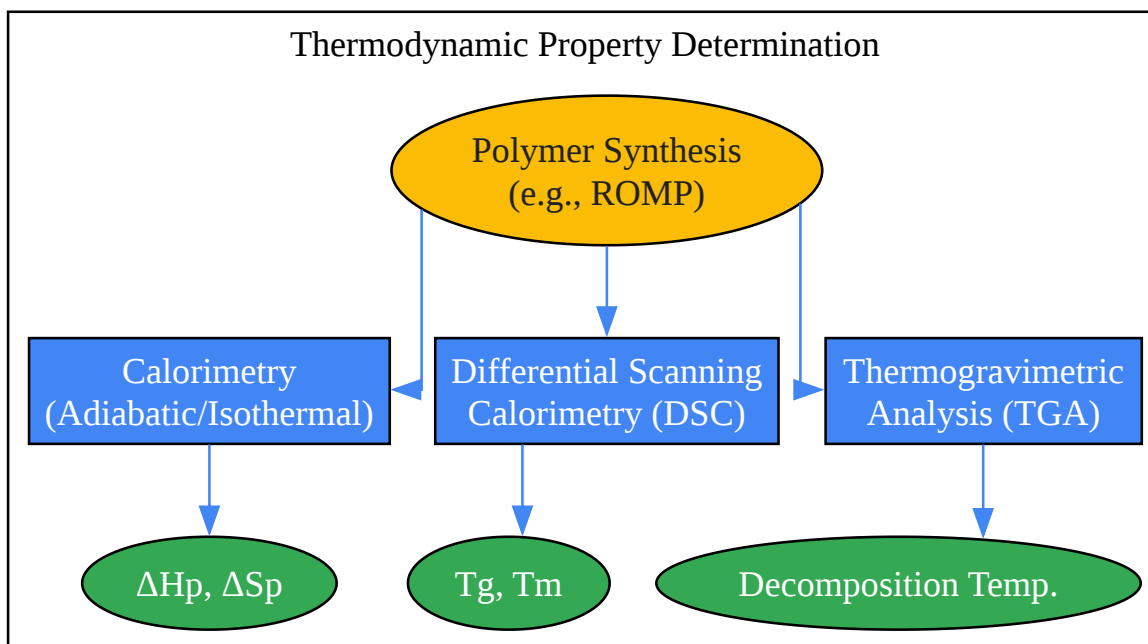 Thermodynamic Property Determination
Polymer Synthesis
(e.g., ROMP)
Calorimetry
(Adiabatic/Isothermal)
Differential Scanning
Calorimetry (DSC)
Thermogravimetric
Analysis (TGA)
ΔHp, ΔSp
Tg, Tm
Decomposition Temp.